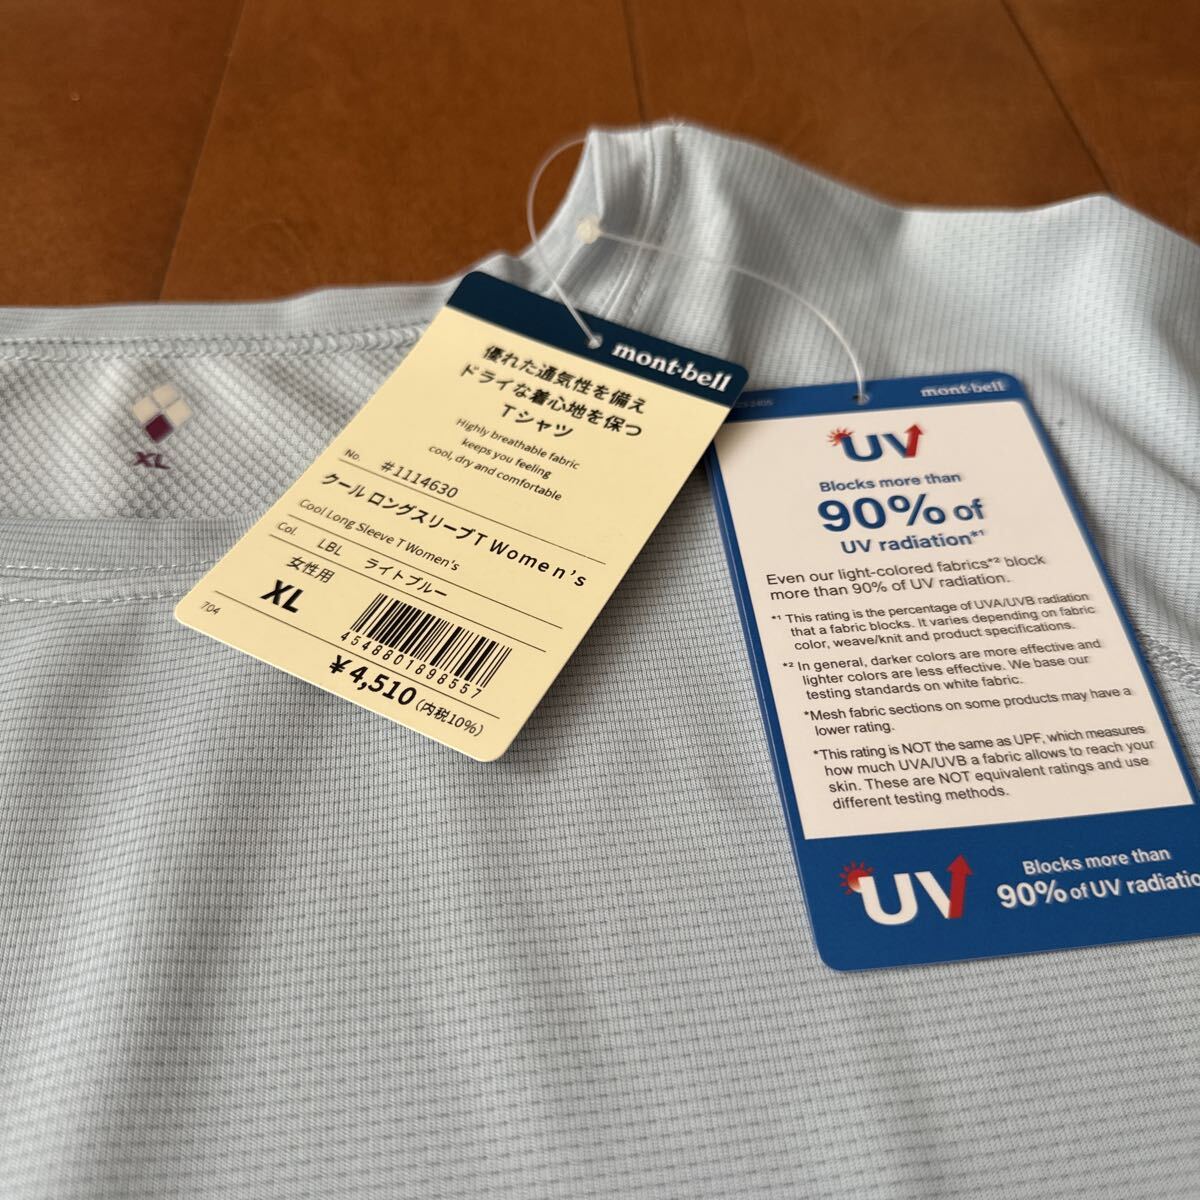 XL
mont-bell
優れた通気性を備え
ドライな着心地を保つ
Tシャツ
Highly breathable fabric
keeps you feeling
cool, dry and comfortable
No. #1114630
クール ロングスリーブT Women's
Cool Long Sleeve T Women's
Col. LBL ライトブルー
女性用
XL
704
4548801898557
¥4,510(内税10%)
mont-bell
UV
Blocks more than
90% of
UV radiation*¹
Even our light-colored fabrics*² block
more than 90% of UV radiation.
*¹ This rating is the percentage of UVA/UVB radiation
that a fabric blocks. It varies depending on fabric
color, weave/knit and product specifications.
*² In general, darker colors are more effective and
lighter colors are less effective. We base our
testing standards on white fabric.
*Mesh fabric sections on some products may have a
lower rating.
*This rating is NOT the same as UPF, which measures
how much UVA/UVB a fabric allows to reach your
skin. These are NOT equivalent ratings and use
different testing methods.
UV
Blocks more than
90% of UV radiatio